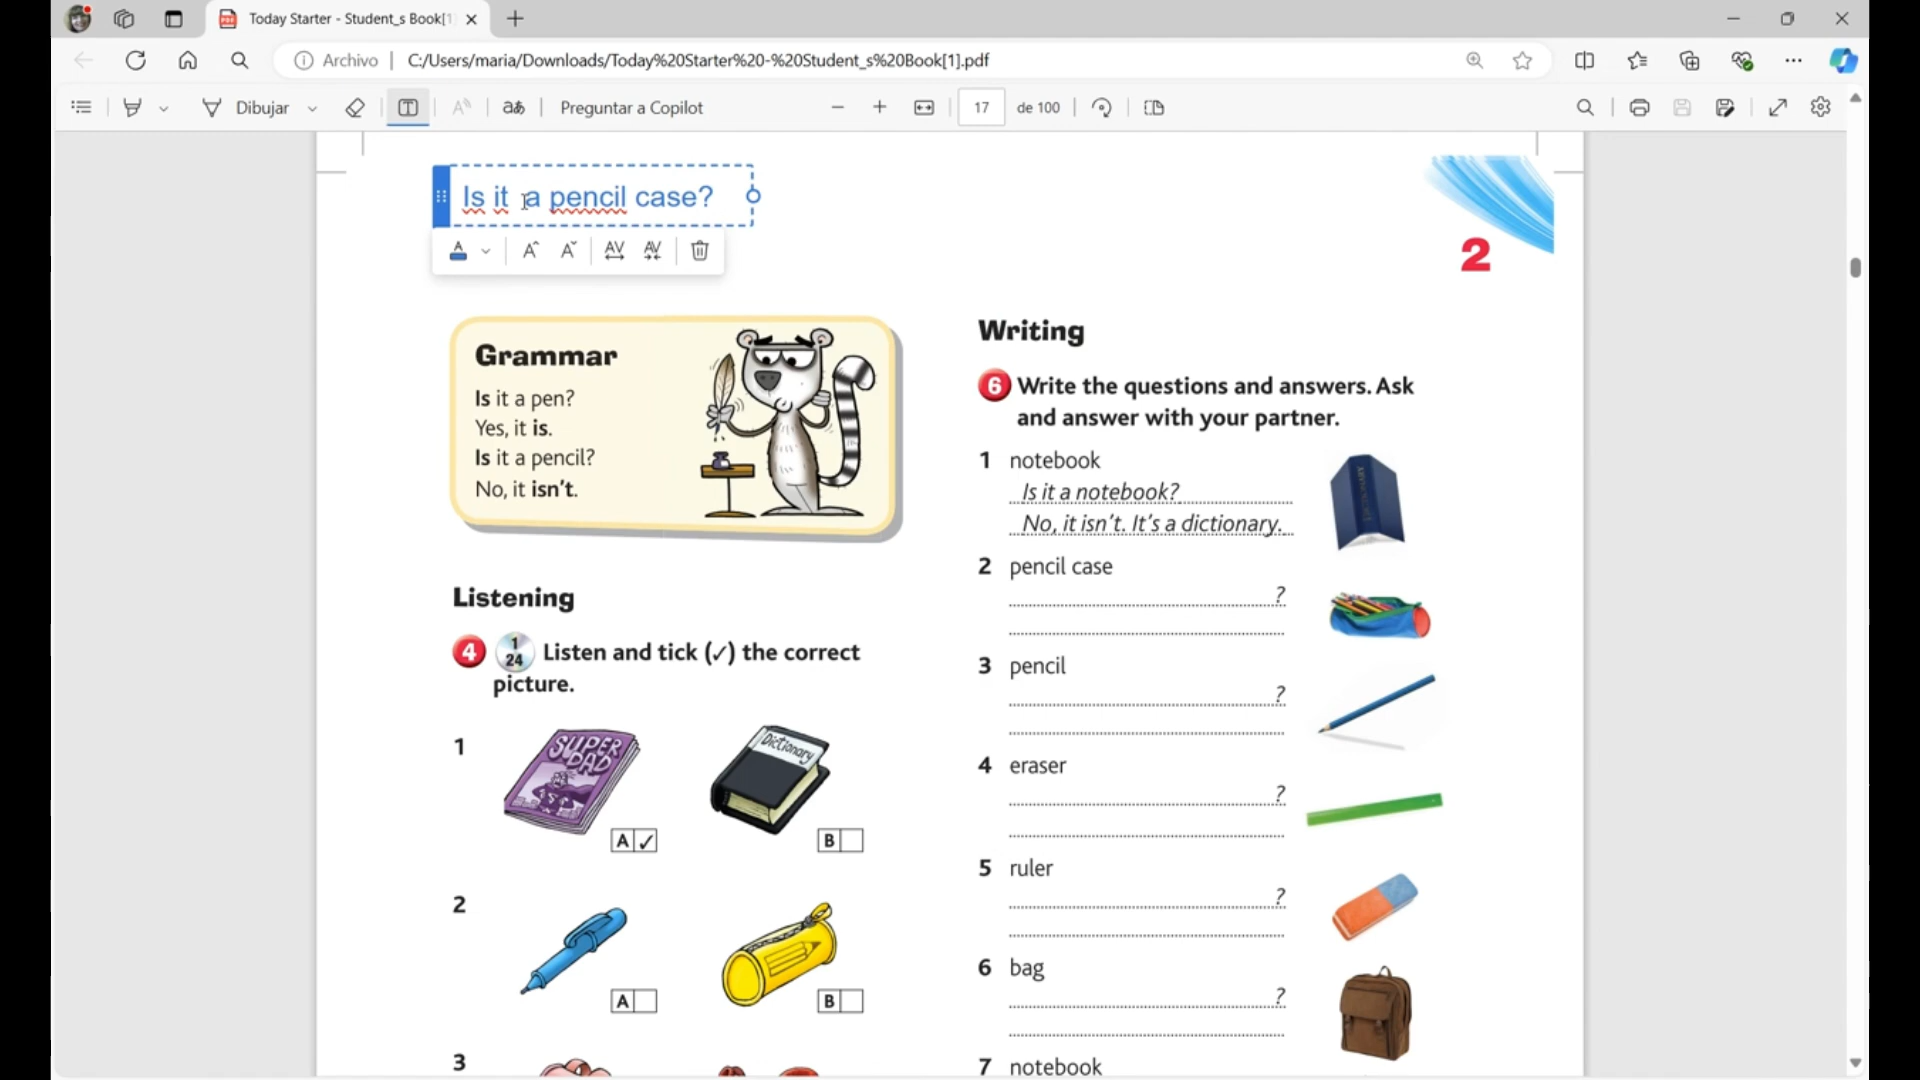 Today Starter - Student_s Book[1]
Archivo
C:/Users/maria/Downloads/Today%20Starter%20-%20Student_s%20Book[1].pdf
Dibujar
aあ
Preguntar a Copilot
17 de 100
Is it a pencil case?
2
Grammar
Is it a pen?
Yes, it is.
Is it a pencil?
No, it isn't.
Listening
4 1 24 Listen and tick (✓) the correct
picture.
1
SUPER
DAD
Dictionary
A ✓
B
2
A
B
3
Writing
6 Write the questions and answers. Ask
and answer with your partner.
1 notebook
Is it a notebook?
No, it isn't. It's a dictionary.
2 pencil case
?
3 pencil
?
4 eraser
?
5 ruler
?
6 bag
?
7 notebook